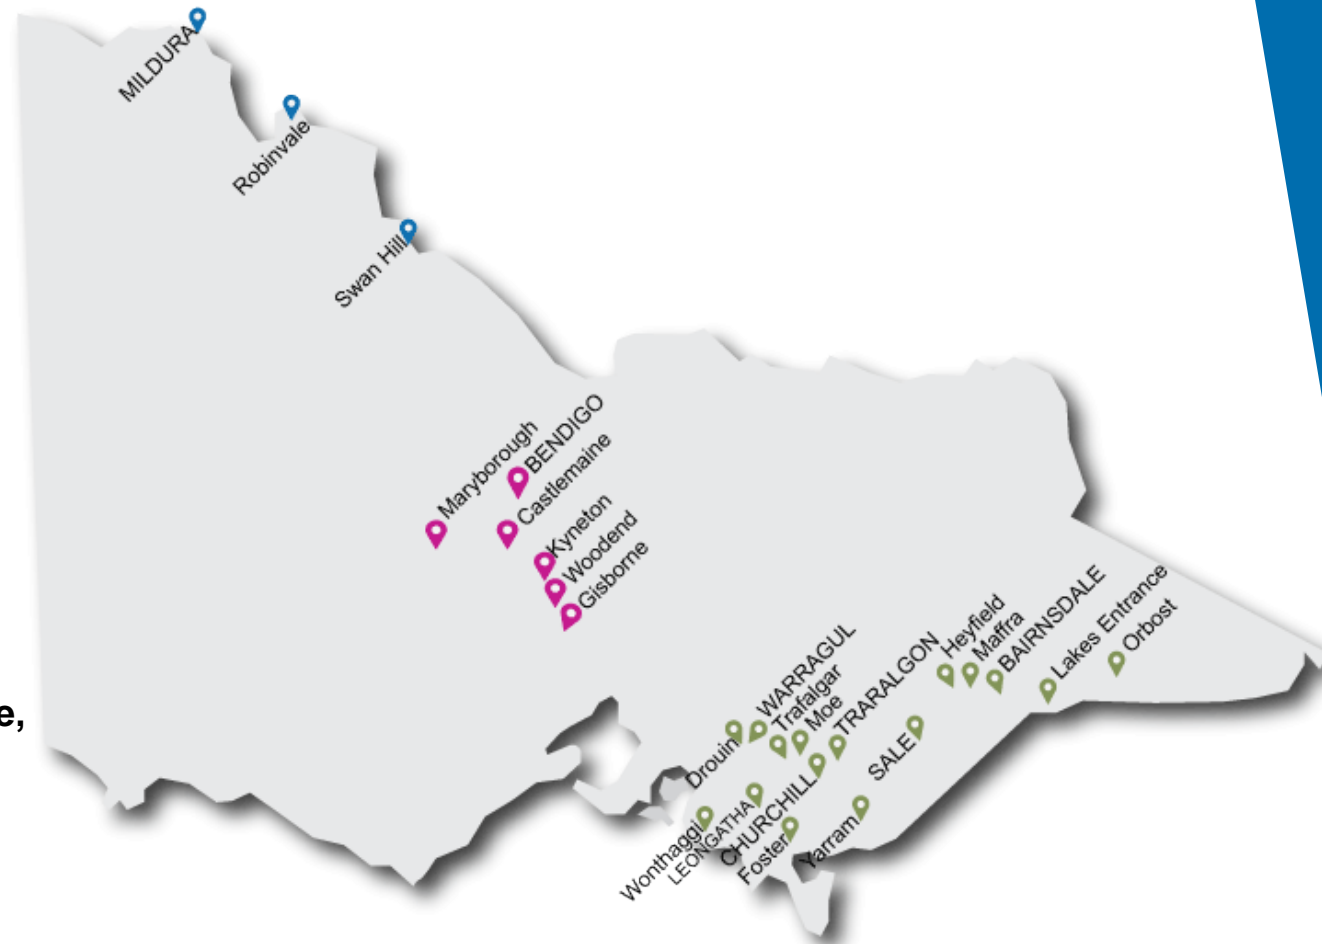 MILDURA
Robinvale
Swan Hill
Maryborough
BENDIGO
Castlemaine
Kyneton
Woodend
Gisborne
e,
Drouin
WARRAGUL
Trafalgar
Moe
TRARALGON
Heyfield
Maffra
BAIRNSDALE
Lakes Entrance
Orbost
SALE
Wonthaggi
LEONGATHA
CHURCHILL
Foster
Yarram